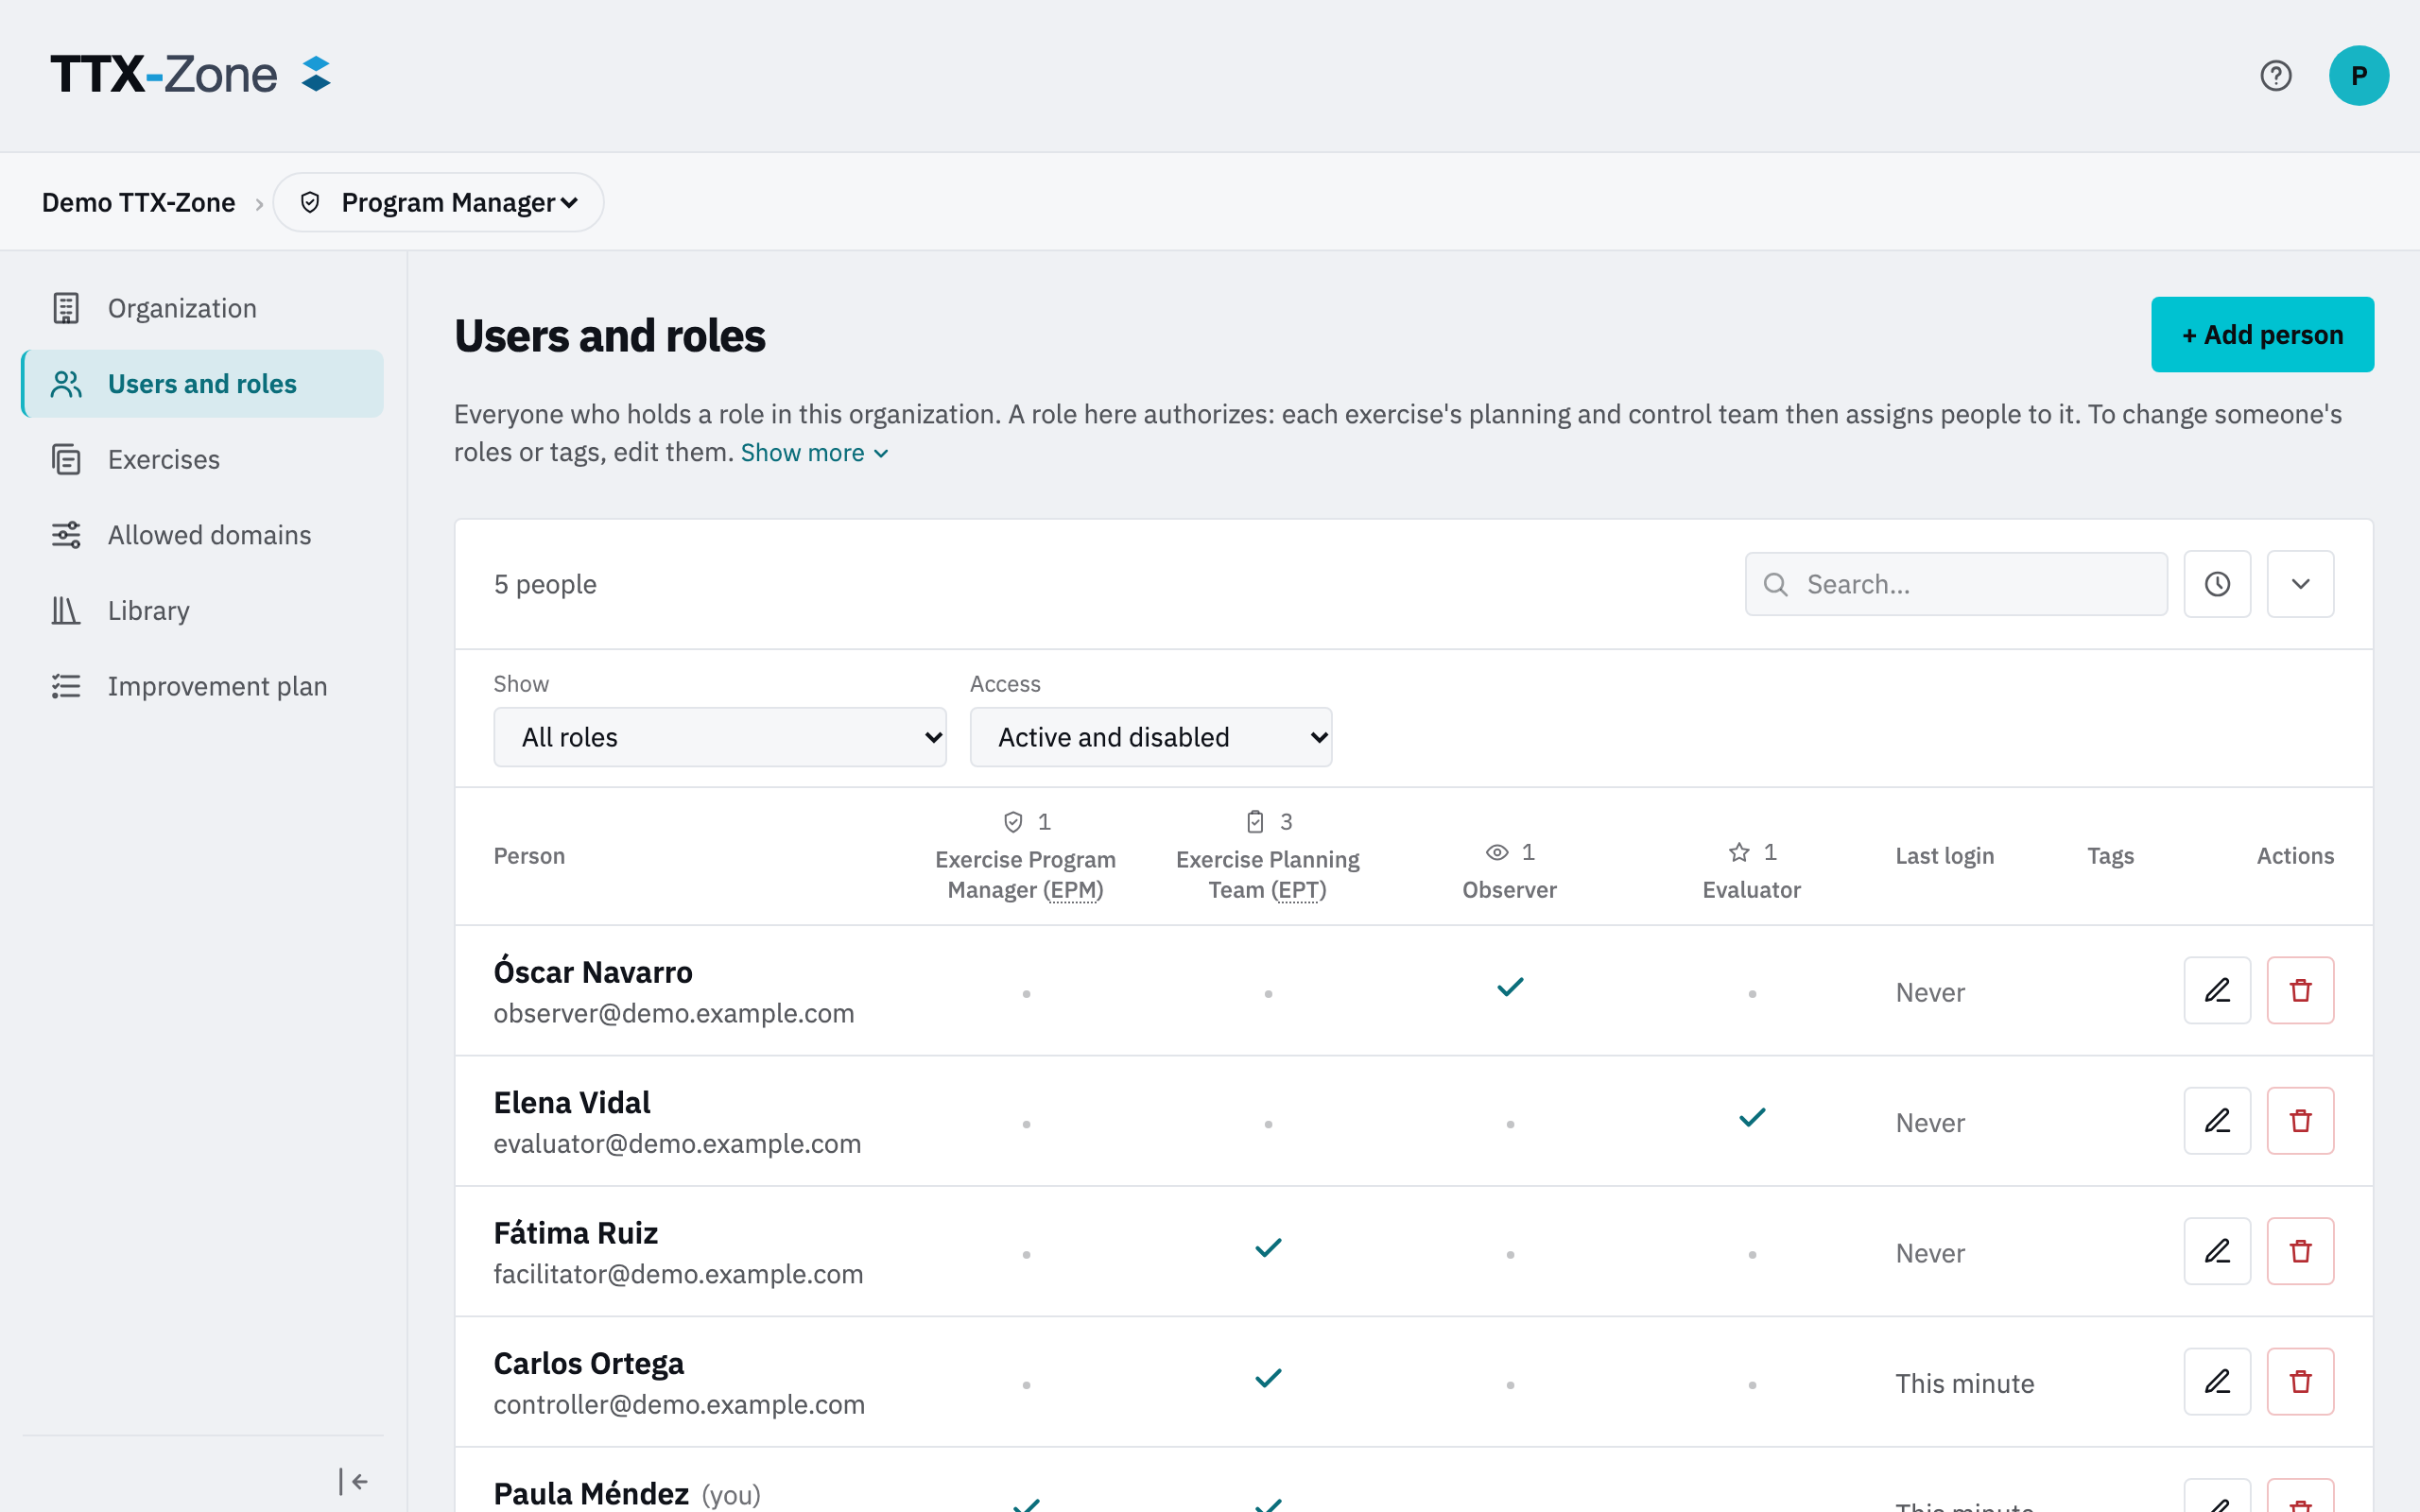 TTX-Zone
P
Demo TTX-Zone › Program Manager
Organization
Users and roles
Exercises
Allowed domains
Library
Improvement plan
Users and roles
+ Add person
Everyone who holds a role in this organization. A role here authorizes: each exercise's planning and control team then assigns people to it. To change someone's
roles or tags, edit them. Show more
5 people
Search...
Show
Access
All roles
Active and disabled
Person
1
Exercise Program
Manager (EPM)
3
Exercise Planning
Team (EPT)
1
Observer
1
Evaluator
Last login
Tags
Actions
Óscar Navarro
observer@demo.example.com
Never
Elena Vidal
evaluator@demo.example.com
Never
Fátima Ruiz
facilitator@demo.example.com
Never
Carlos Ortega
controller@demo.example.com
This minute
Paula Méndez (you)
This minute